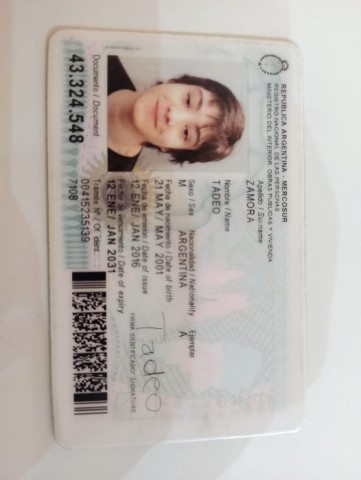 REPUBLICA ARGENTINA - MERCOSUR
REGISTRO NACIONAL DE LAS PERSONAS
MINISTERIO DEL INTERIOR, OBRAS PUBLICAS Y VIVIENDA
Apellido / Surname
ZAMORA
Nombre / Name
TADEO
Sexo / Sex Nacionalidad / Nationality Ejemplar
M ARGENTINA A
Fecha de nacimiento / Date of birth
21 MAY/ MAY 2001
Fecha de emisión / Date of issue
12 ENE/ JAN 2016
Fecha de vencimiento / Date of expiry
12 ENE/ JAN 2031
Trámite Nº / Of. ident.
00415235139
7108
Documento / Document
43.324.548
Tadeo
FIRMA IDENTIFICADO / SIGNATURE